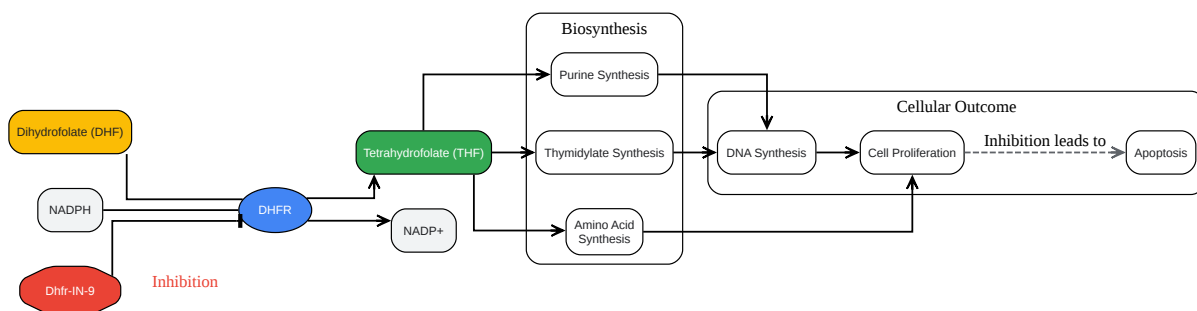 Biosynthesis
Purine Synthesis
Cellular Outcome
Dihydrofolate (DHF)
Tetrahydrofolate (THF)
Thymidylate Synthesis
DNA Synthesis
Cell Proliferation
Inhibition leads to
Apoptosis
NADPH
DHFR
NADP+
Amino Acid
Synthesis
Dhfr-IN-9
Inhibition